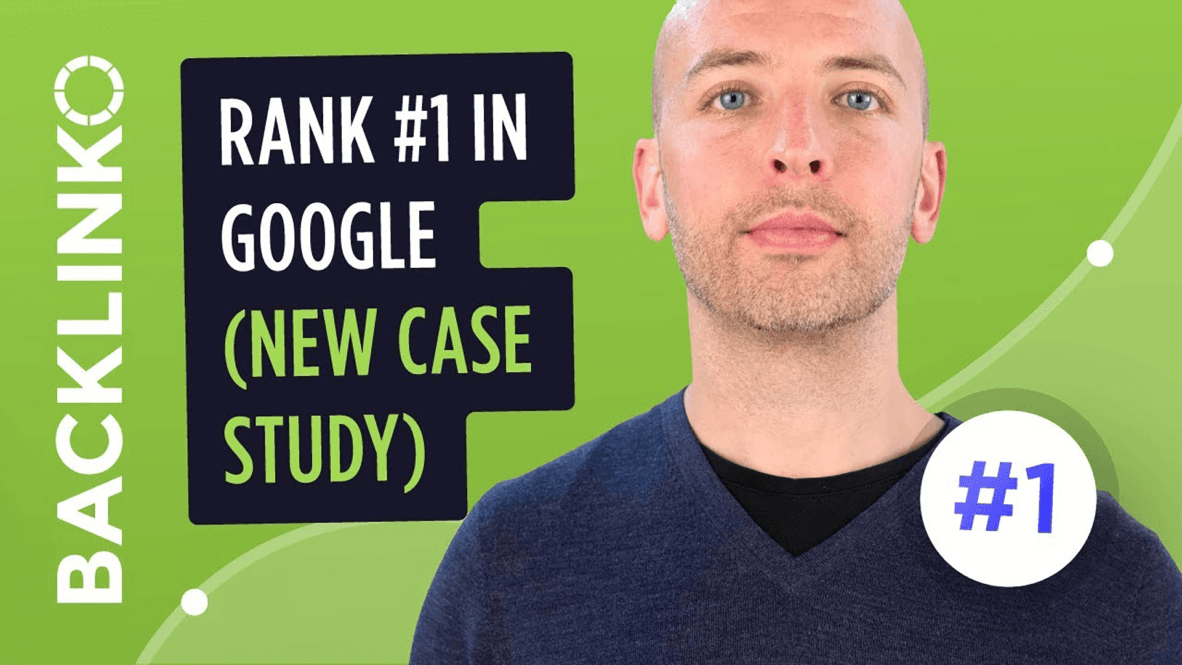 BACKLINKO
RANK #1 IN
GOOGLE
(NEW CASE
STUDY)
#1